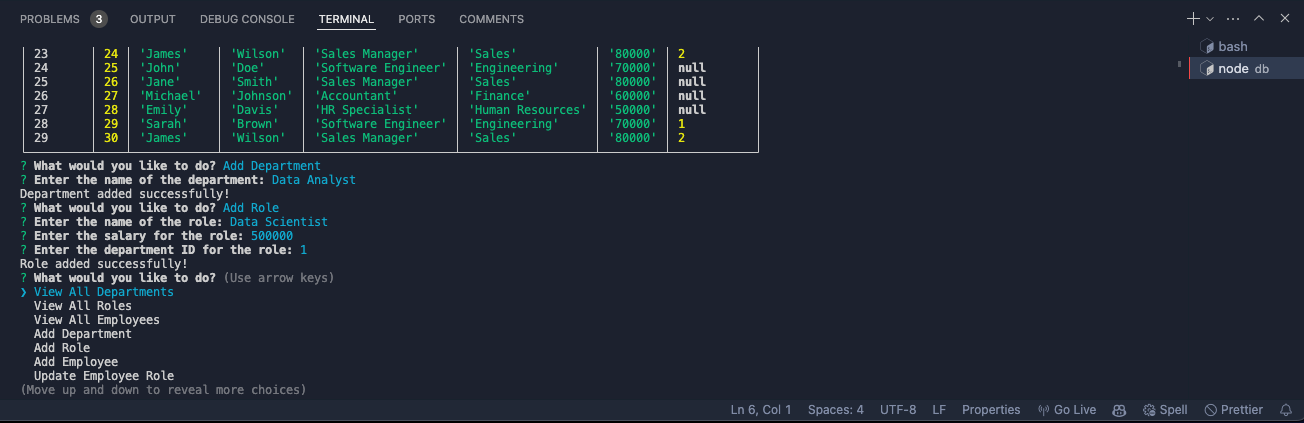 PROBLEMS 3 OUTPUT DEBUG CONSOLE TERMINAL PORTS COMMENTS
bash
node db
23 24 'James' 'Wilson' 'Sales Manager' 'Sales' '80000' 2
24 25 'John' 'Doe' 'Software Engineer' 'Engineering' '70000' null
25 26 'Jane' 'Smith' 'Sales Manager' 'Sales' '80000' null
26 27 'Michael' 'Johnson' 'Accountant' 'Finance' '60000' null
27 28 'Emily' 'Davis' 'HR Specialist' 'Human Resources' '50000' null
28 29 'Sarah' 'Brown' 'Software Engineer' 'Engineering' '70000' 1
29 30 'James' 'Wilson' 'Sales Manager' 'Sales' '80000' 2
? What would you like to do? Add Department
? Enter the name of the department: Data Analyst
Department added successfully!
? What would you like to do? Add Role
? Enter the name of the role: Data Scientist
? Enter the salary for the role: 500000
? Enter the department ID for the role: 1
Role added successfully!
? What would you like to do? (Use arrow keys)
❯ View All Departments
View All Roles
View All Employees
Add Department
Add Role
Add Employee
Update Employee Role
(Move up and down to reveal more choices)
Ln 6, Col 1 Spaces: 4 UTF-8 LF Properties Go Live Spell Prettier